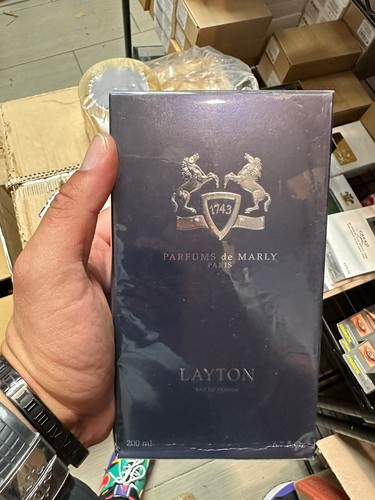 1743
PARFUMS de MARLY
PARIS
LAYTON
EAU DE PARFUM
200 ml